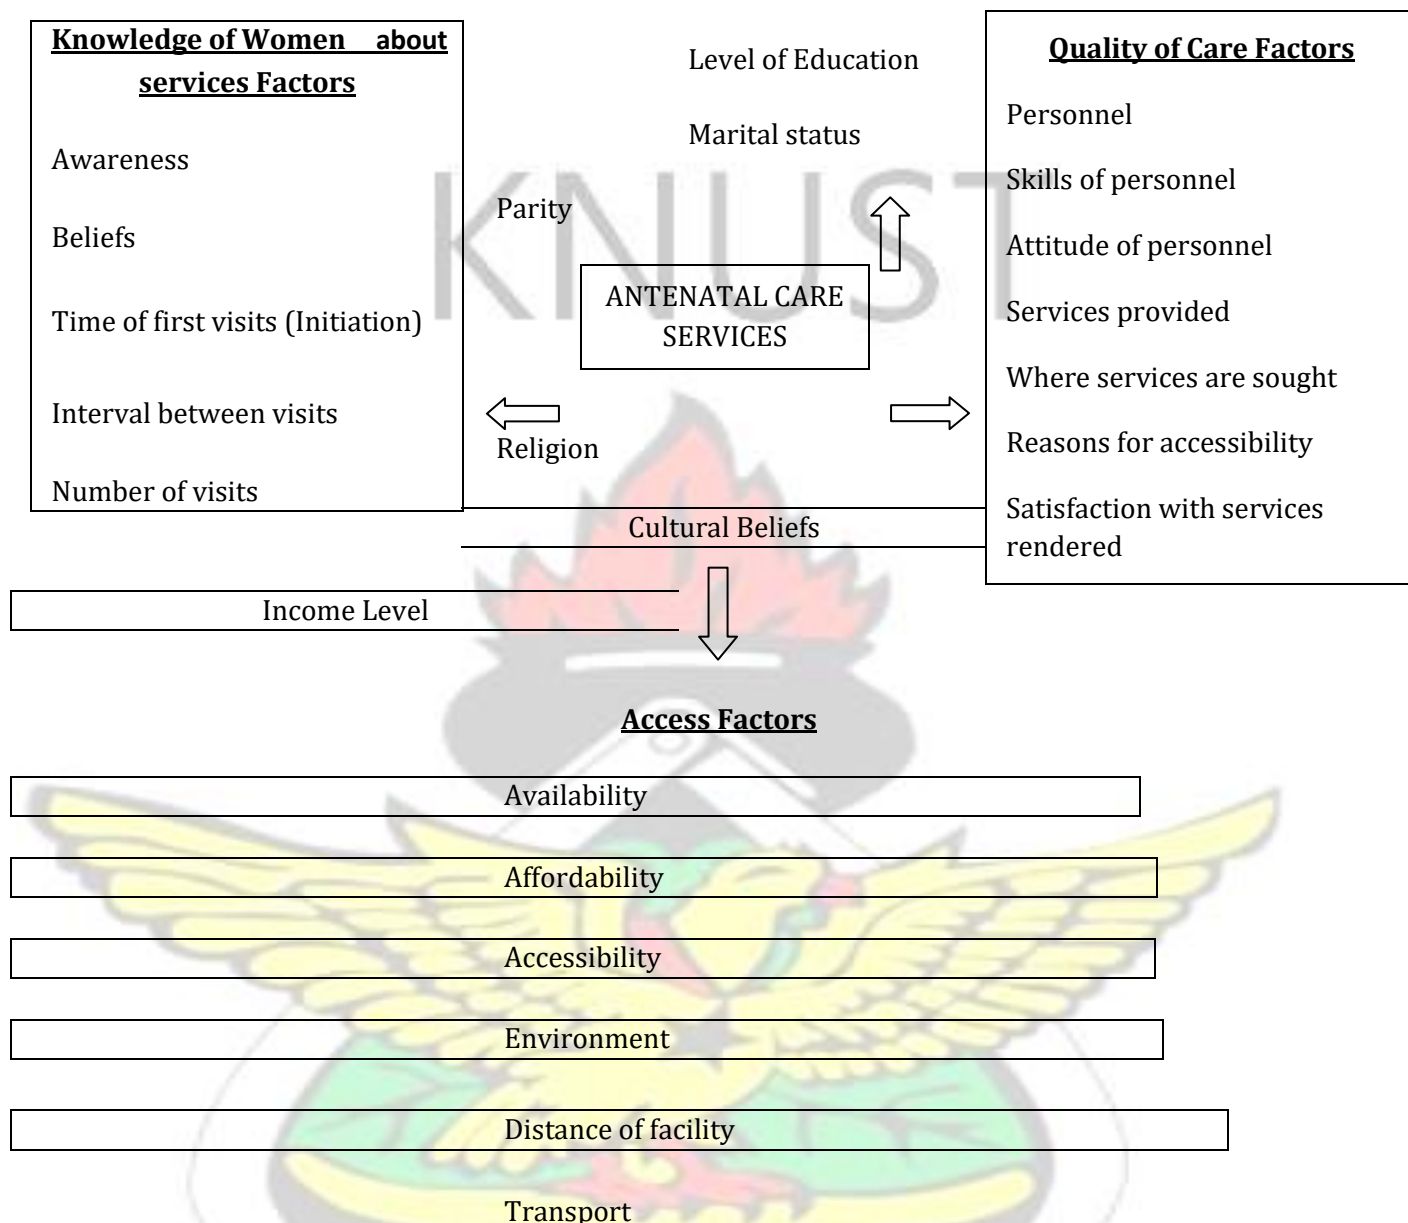 Knowledge of Women about
services Factors
Awareness
Beliefs
Time of first visits (Initiation)
Interval between visits
Number of visits
Level of Education
Marital status
Parity
KNUST
ANTENATAL CARE
SERVICES
Religion
Cultural Beliefs
Quality of Care Factors
Personnel
Skills of personnel
Attitude of personnel
Services provided
Where services are sought
Reasons for accessibility
Satisfaction with services
rendered
Income Level
Access Factors
Availability
Affordability
Accessibility
Environment
Distance of facility
Transport